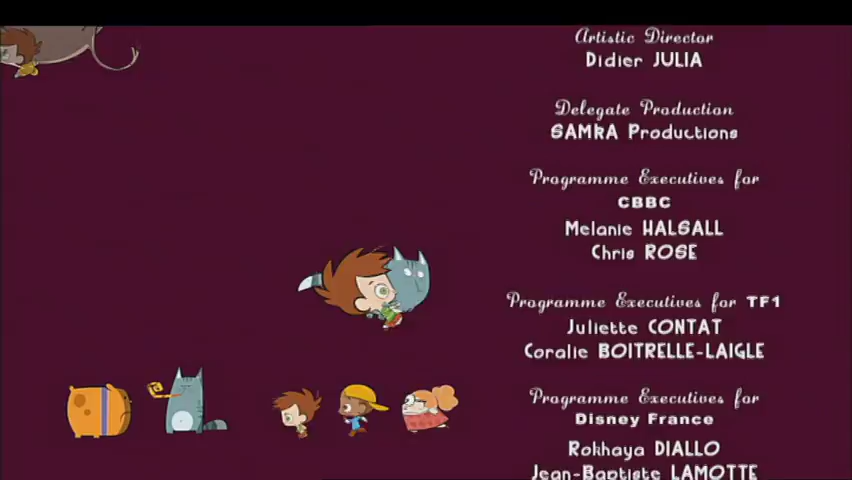 Artistic Director
Didier JULIA
Delegate Production
SAMKA Productions
Programme Executives for
CBBC
Melanie HALSALL
Chris ROSE
Programme Executives for TF1
Juliette CONTAT
Coralie BOITRELLE-LAIGLE
Programme Executives for
Disney France
Rokhaya DIALLO
Jean-Baptiste LAMOTTE